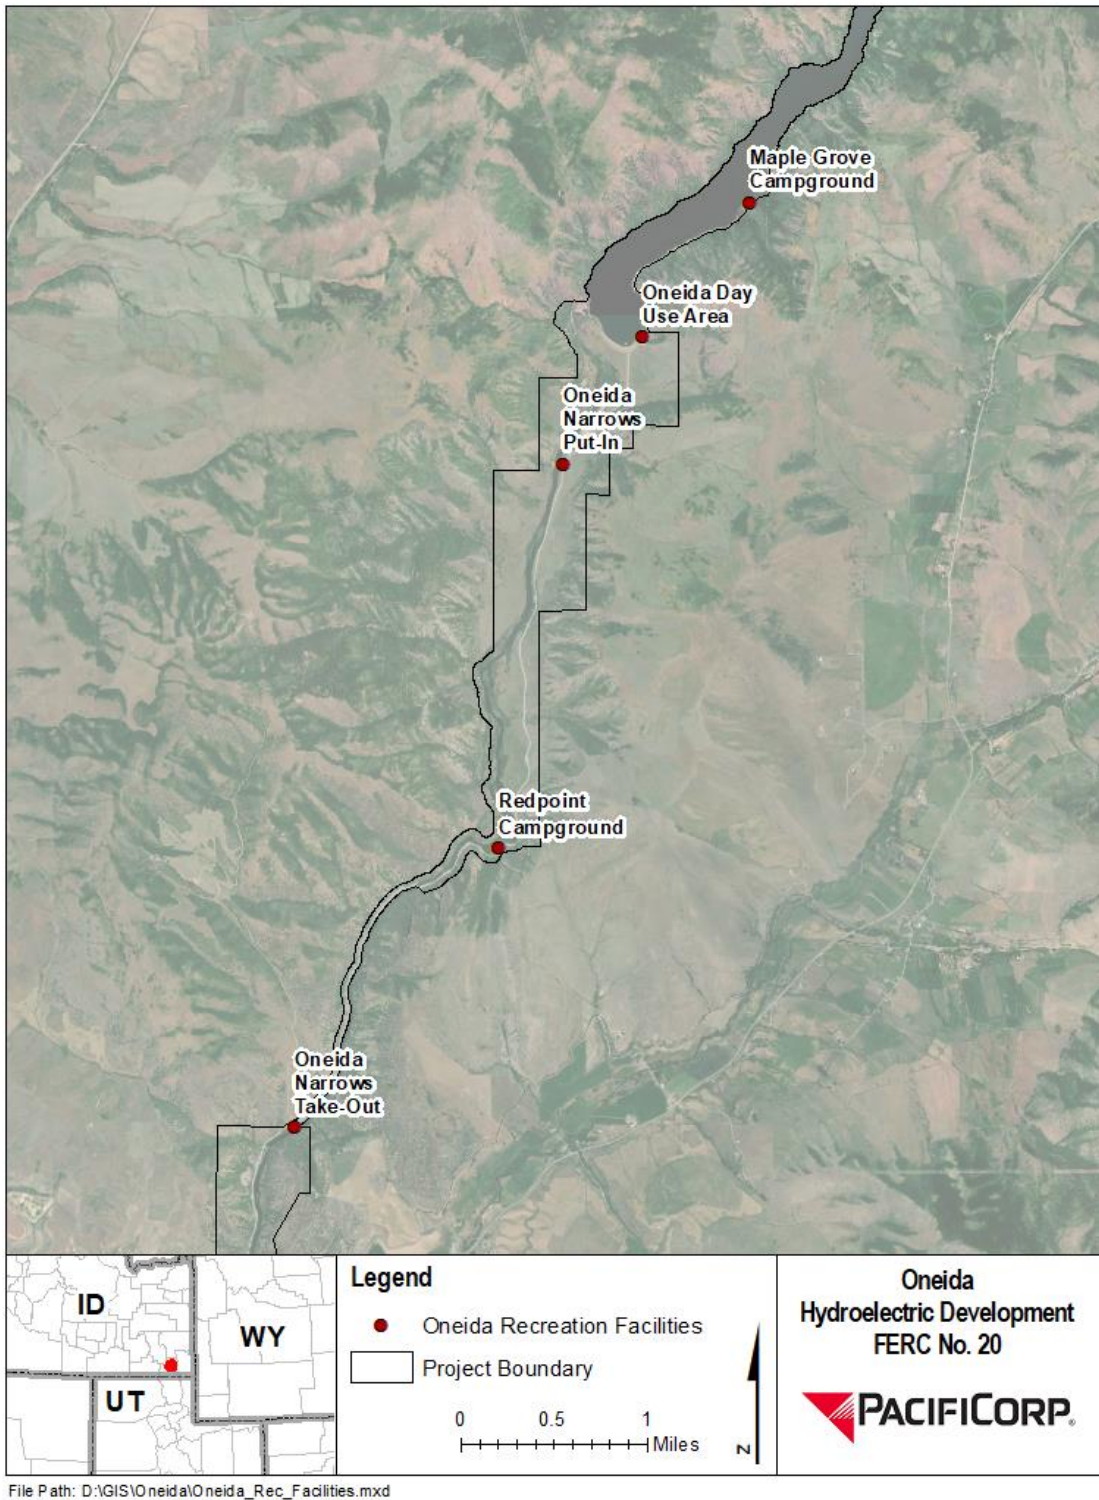 Maple Grove
Campground
Oneida Day
Use Area
Oneida
Narrows
Put-In
Redpoint
Campground
Oneida
Narrows
Take-Out
ID
WY
UT
Legend
Oneida Recreation Facilities
Project Boundary
0 0.5 1
Miles
N
Oneida
Hydroelectric Development
FERC No. 20
PACIFICORP
File Path: D:\GIS\Oneida\Oneida_Rec_Facilities.mxd